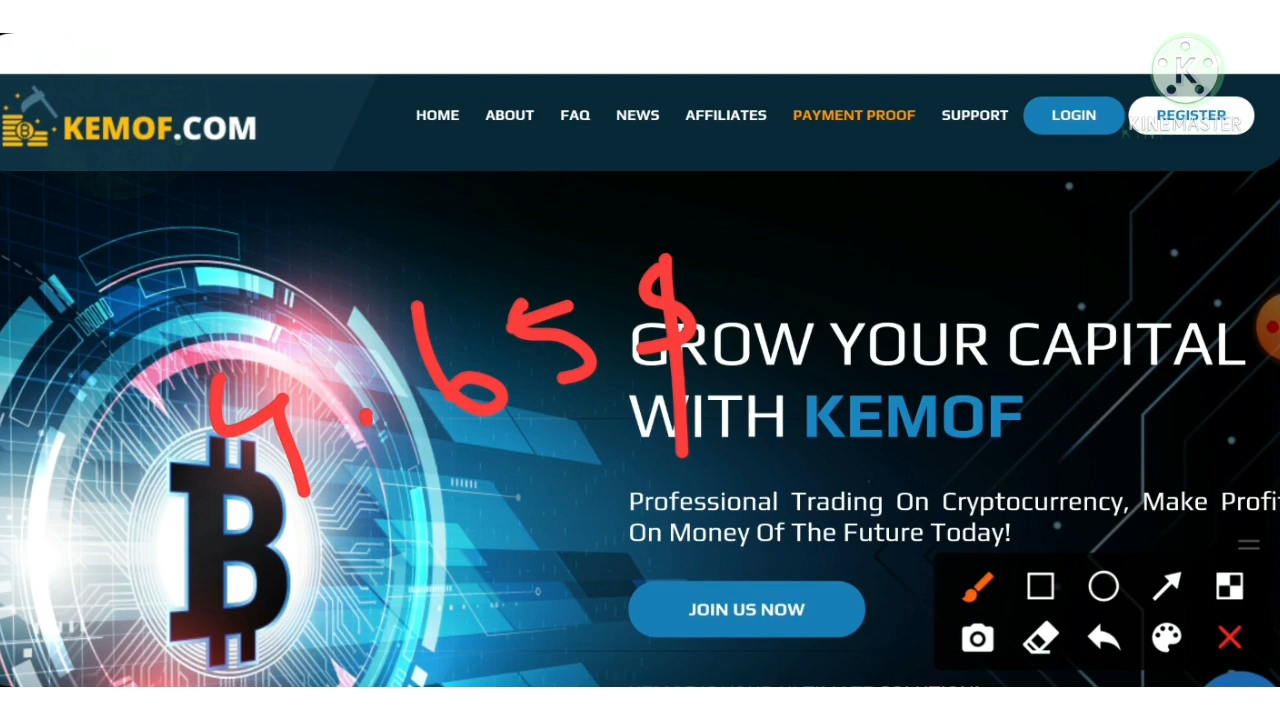 KEMOF.COM
HOME ABOUT FAQ NEWS AFFILIATES PAYMENT PROOF SUPPORT LOGIN REGISTER
KINEMASTER
4.65$
GROW YOUR CAPITAL
WITH KEMOF
Professional Trading On Cryptocurrency, Make Profit
On Money Of The Future Today!
JOIN US NOW